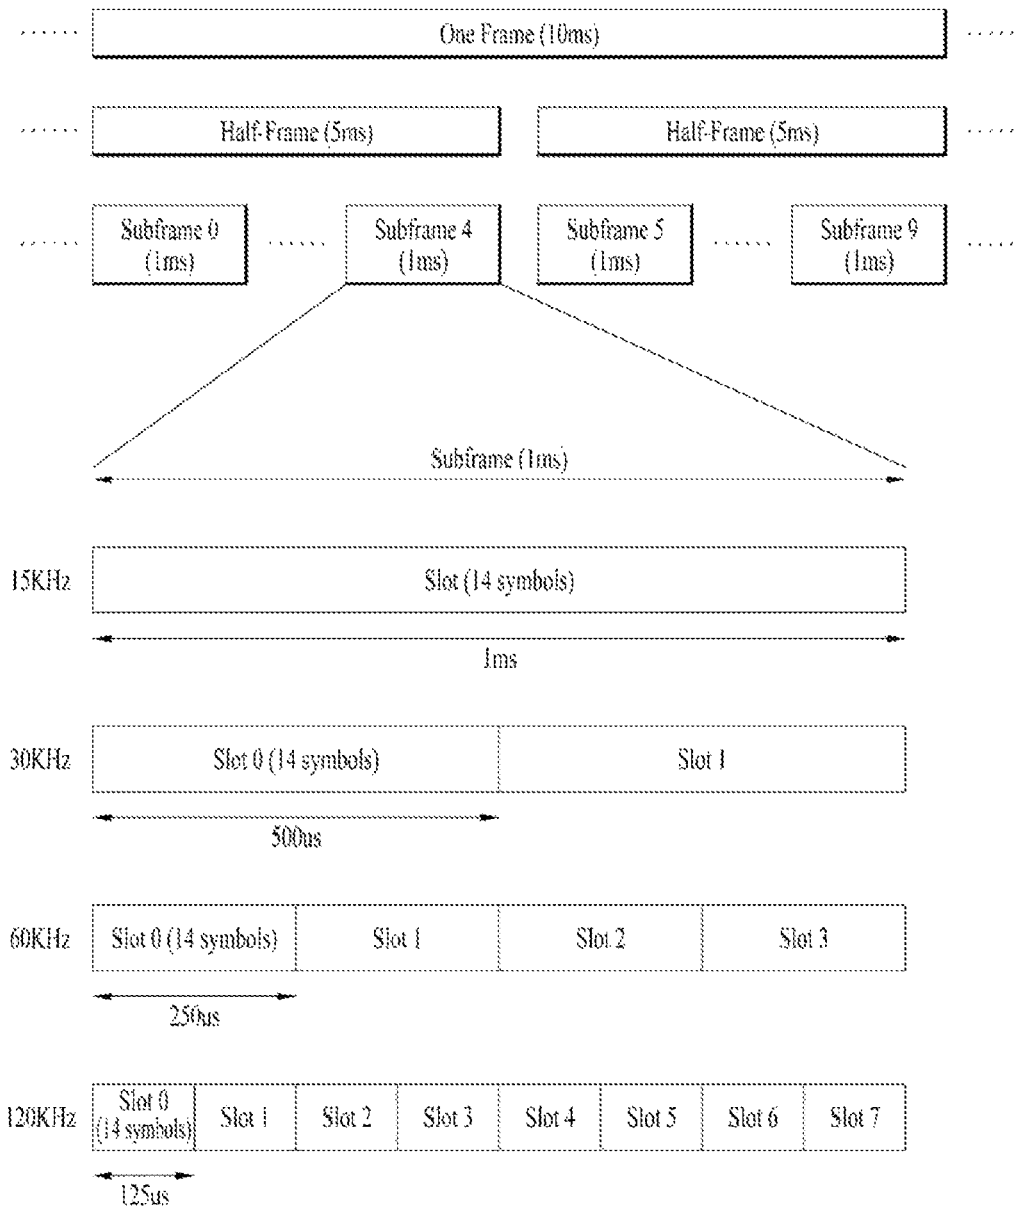 One Frame (10ms)
Half-Frame (5ms)
Half-Frame (5ms)
Subframe 0
(1ms)
Subframe 4
(1ms)
Subframe 5
(1ms)
Subframe 9
(1ms)
Subframe (1ms)
15KHz
Slot (14 symbols)
1ms
30KHz
Slot 0 (14 symbols)
Slot 1
500us
60KHz
Slot 0 (14 symbols)
Slot 1
Slot 2
Slot 3
250us
120KHz
Slot 0
(14 symbols)
Slot 1
Slot 2
Slot 3
Slot 4
Slot 5
Slot 6
Slot 7
125us